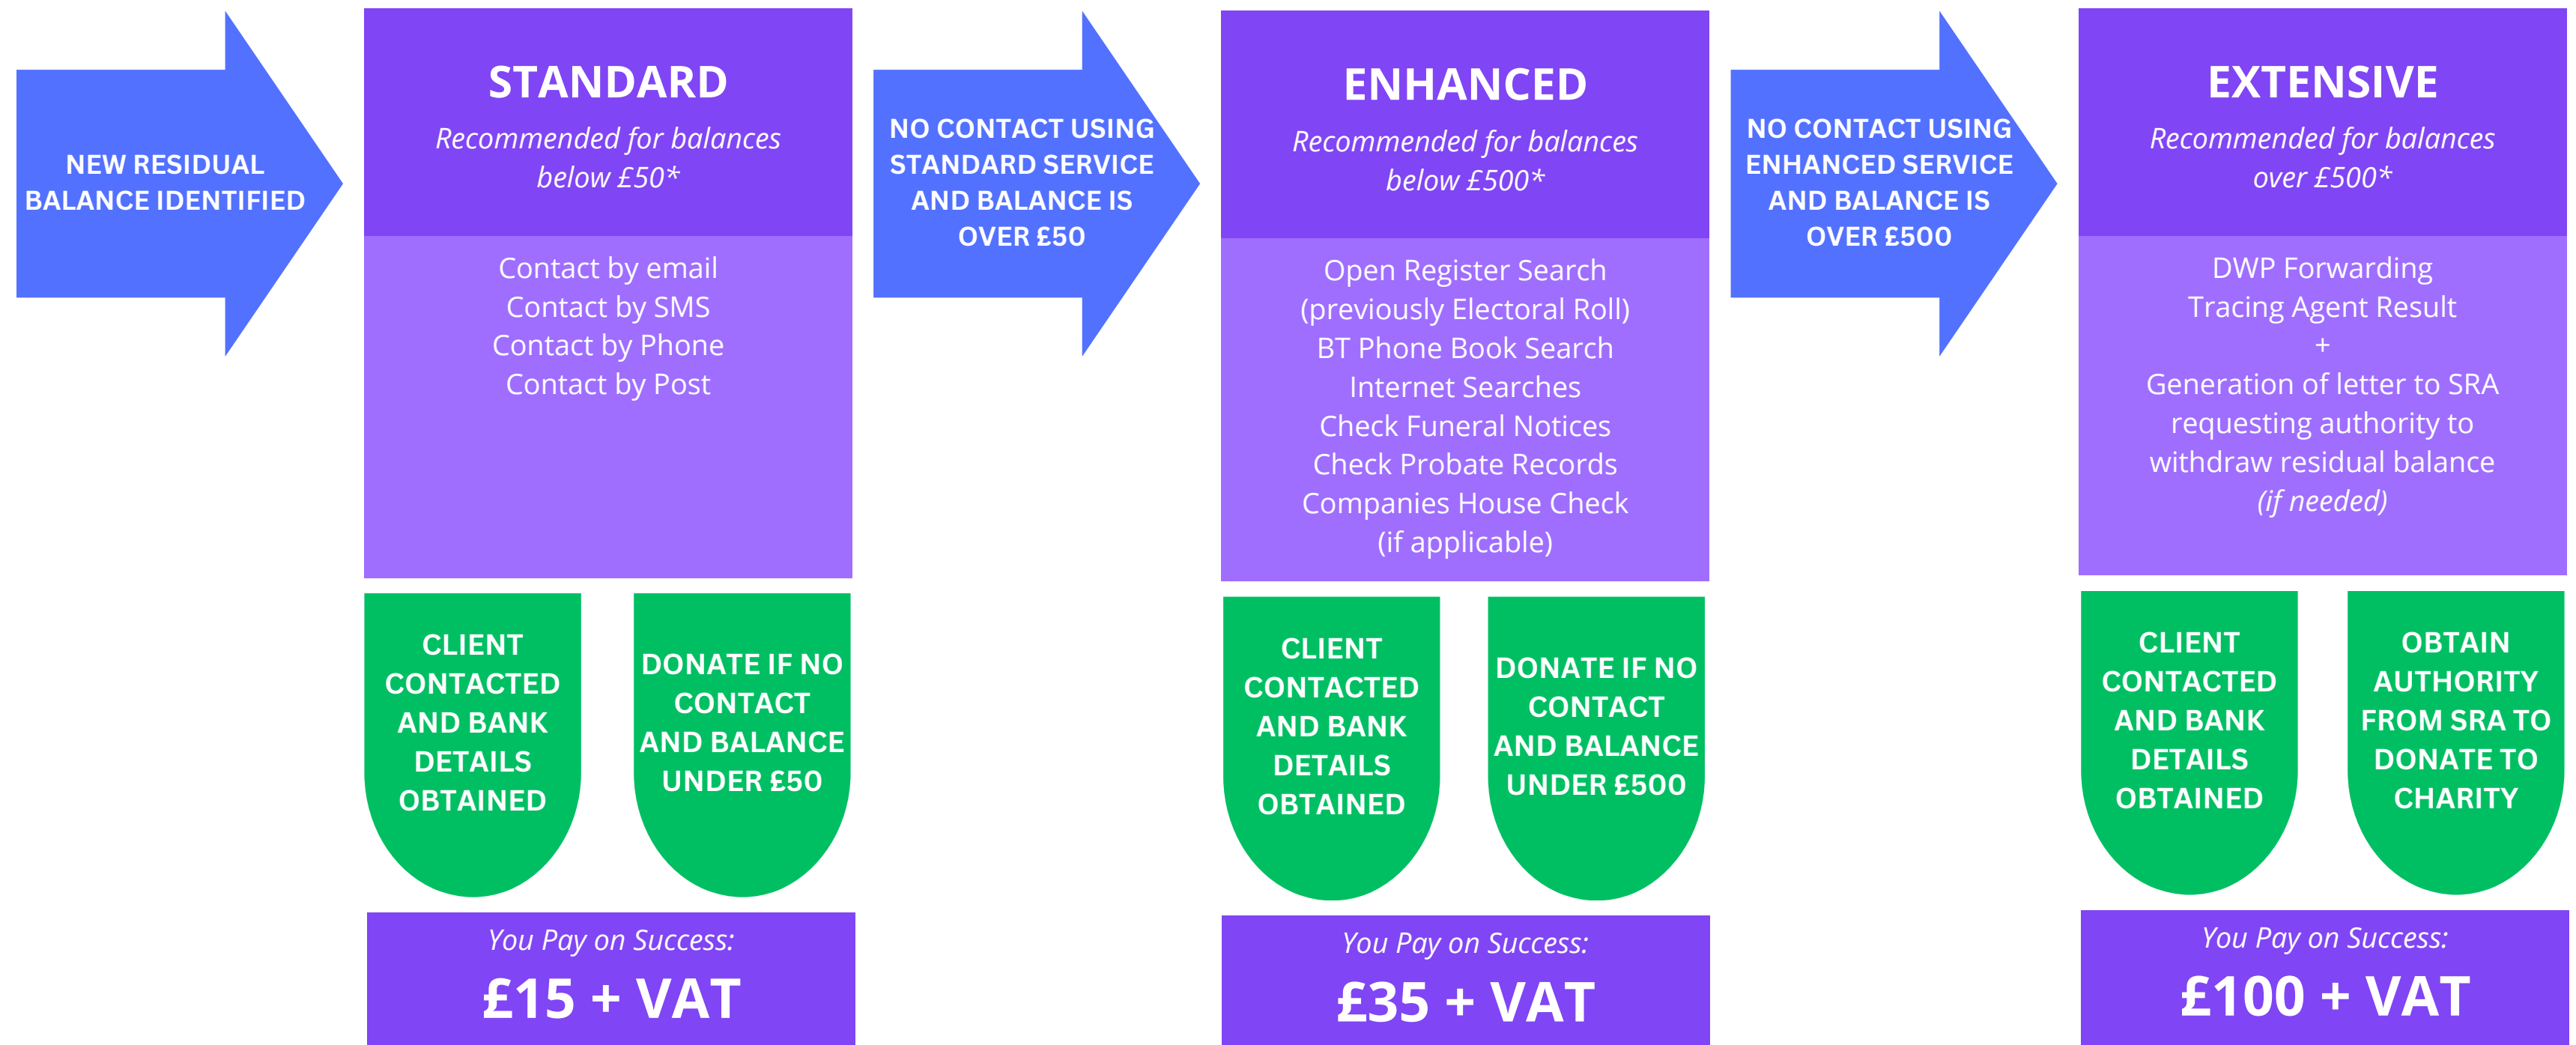 NEW RESIDUAL
BALANCE IDENTIFIED
STANDARD
Recommended for balances
below £50*
Contact by email
Contact by SMS
Contact by Phone
Contact by Post
CLIENT
CONTACTED
AND BANK
DETAILS
OBTAINED
DONATE IF NO
CONTACT
AND BALANCE
UNDER £50
You Pay on Success:
£15 + VAT
NO CONTACT USING
STANDARD SERVICE
AND BALANCE IS
OVER £50
ENHANCED
Recommended for balances
below £500*
Open Register Search
(previously Electoral Roll)
BT Phone Book Search
Internet Searches
Check Funeral Notices
Check Probate Records
Companies House Check
(if applicable)
CLIENT
CONTACTED
AND BANK
DETAILS
OBTAINED
DONATE IF NO
CONTACT
AND BALANCE
UNDER £500
You Pay on Success:
£35 + VAT
NO CONTACT USING
ENHANCED SERVICE
AND BALANCE IS
OVER £500
EXTENSIVE
Recommended for balances
over £500*
DWP Forwarding
Tracing Agent Result
+
Generation of letter to SRA
requesting authority to
withdraw residual balance
(if needed)
CLIENT
CONTACTED
AND BANK
DETAILS
OBTAINED
OBTAIN
AUTHORITY
FROM SRA TO
DONATE TO
CHARITY
You Pay on Success:
£100 + VAT